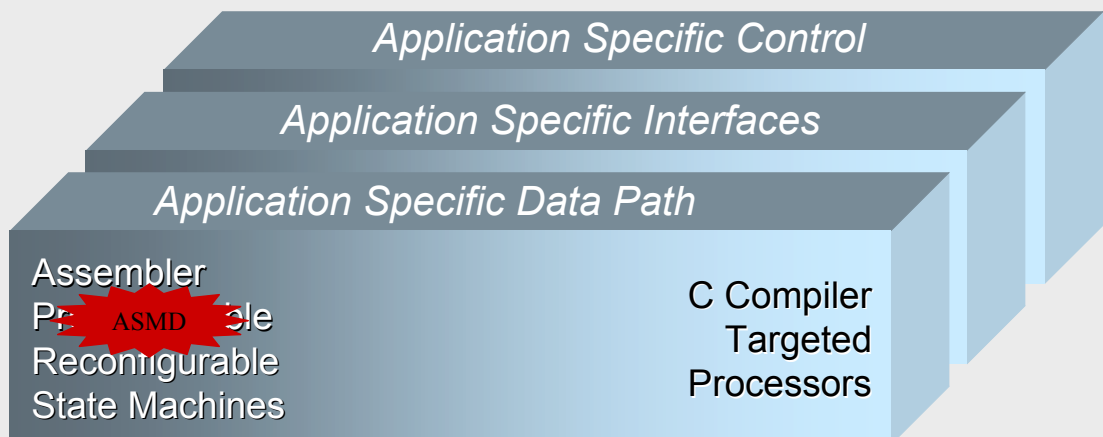 Application Specific Control
Application Specific Interfaces
Application Specific Data Path
Assembler
ASMD
Reconfigurable
State Machines
C Compiler
Targeted
Processors